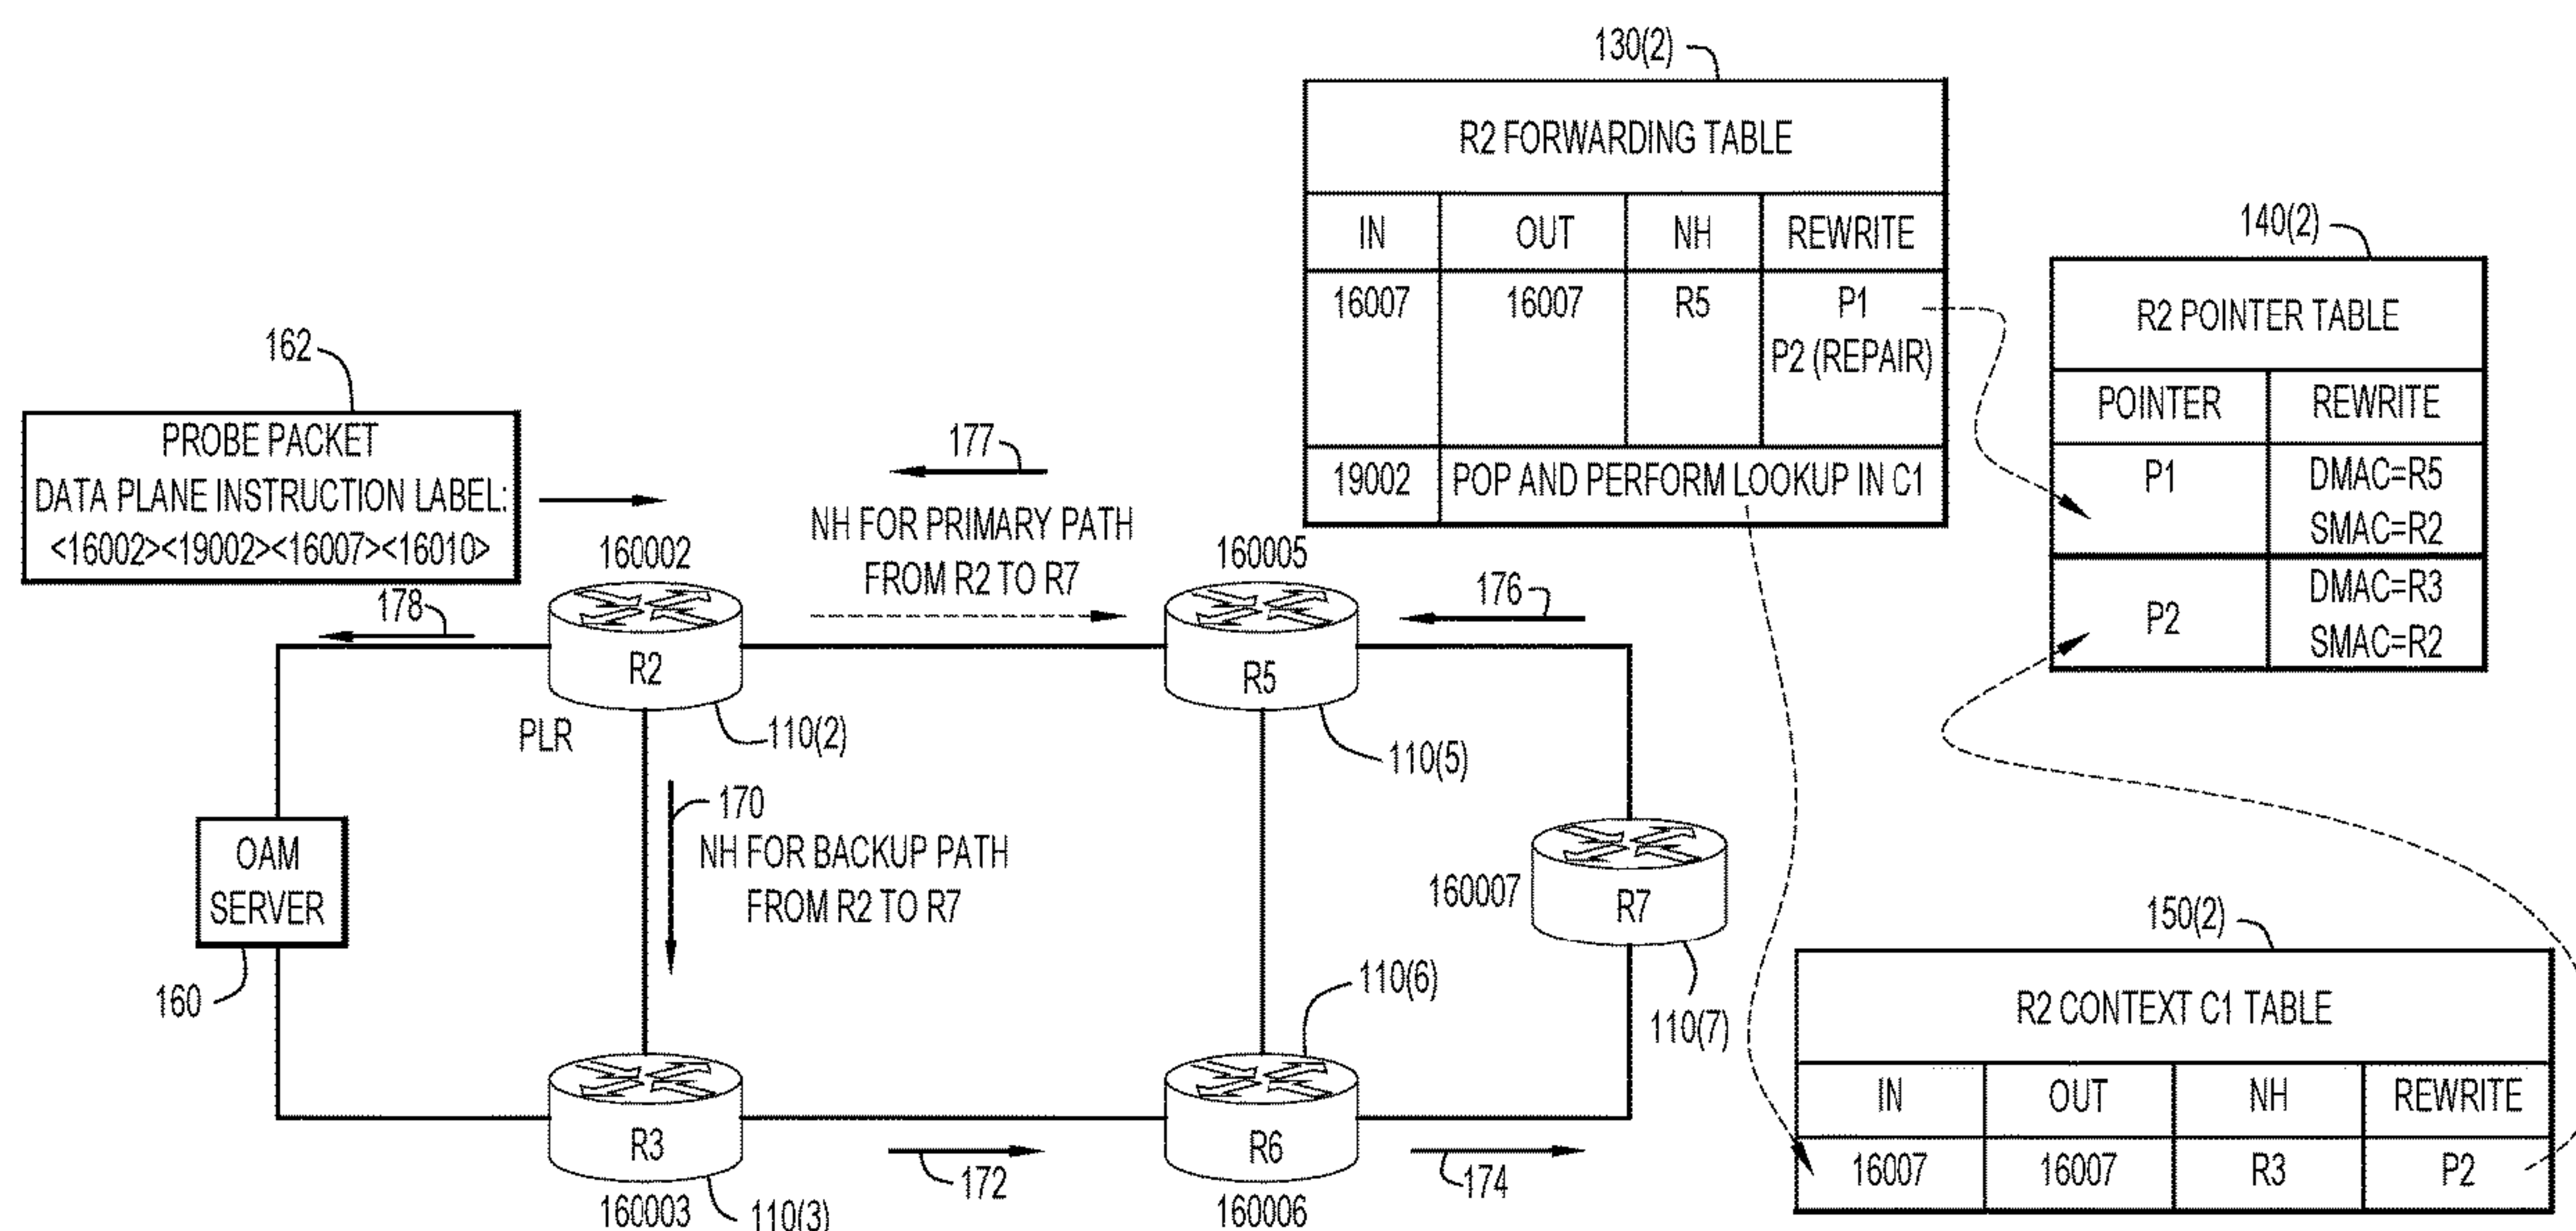 130(2)
R2 FORWARDING TABLE
IN OUT NH REWRITE
16007 16007 R5 P1
P2 (REPAIR)
19002 POP AND PERFORM LOOKUP IN C1
140(2)
R2 POINTER TABLE
POINTER REWRITE
P1 DMAC=R5
SMAC=R2
P2 DMAC=R3
SMAC=R2
162
PROBE PACKET
DATA PLANE INSTRUCTION LABEL:
<16002><19002><16007><16010>
177
NH FOR PRIMARY PATH
FROM R2 TO R7
160002
160005
178
176
R2
R5
PLR
110(2)
110(5)
170
NH FOR BACKUP PATH
FROM R2 TO R7
OAM
SERVER
160
160007
R7
110(7)
110(6)
R3
R6
172
174
160003
110(3)
160006
150(2)
R2 CONTEXT C1 TABLE
IN OUT NH REWRITE
16007 16007 R3 P2